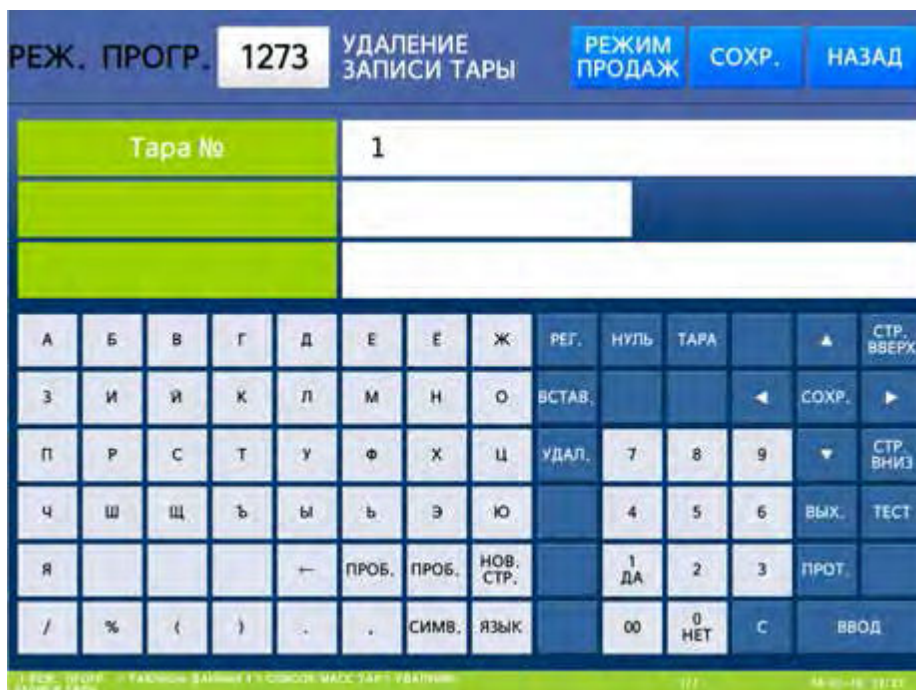 РЕЖ. ПРОГР. 1273 УДАЛЕНИЕ ЗАПИСИ ТАРЫ РЕЖИМ ПРОДАЖ СОХР. НАЗАД
Тара № 1
А Б В Г Д Е Ё Ж РЕГ. НУЛЬ ТАРА ▲ СТР. ВВЕРХ
З И Й К Л М Н О ВСТАВ. ◀ СОХР. ▶
П Р С Т У Ф Х Ц УДАЛ. 7 8 9 ▼ СТР. ВНИЗ
Ч Ш Щ Ъ Ы Ь Э Ю 4 5 6 ВЫХ. ТЕСТ
Я ← ПРОБ. ПРОБ. НОВ. СТР. 1 ДА 2 3 ПРОТ.
/ % ( ) . , СИМВ. ЯЗЫК 00 0 НЕТ C ВВОД